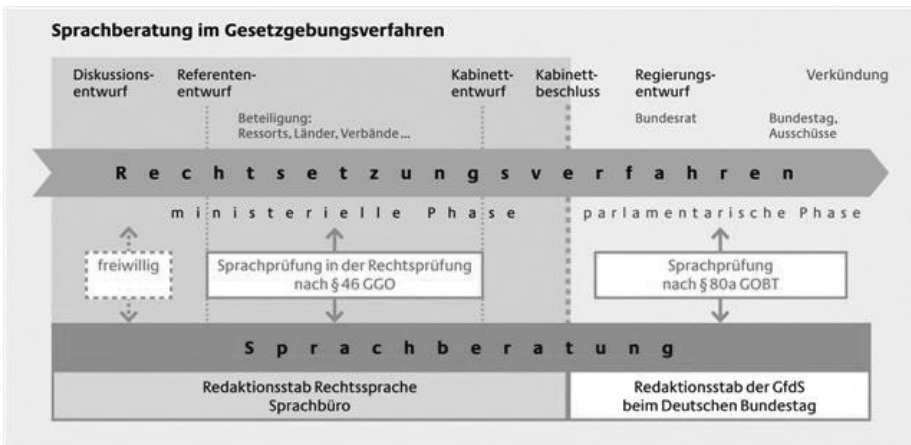 Sprachberatung im Gesetzgebungsverfahren
Diskussions-
entwurf
Referenten-
entwurf
Kabinett-
entwurf
Kabinett-
beschluss
Regierungs-
entwurf
Verkündung
Beteiligung:
Ressorts, Länder, Verbände ...
Bundesrat
Bundestag,
Ausschüsse
Rechtsetzungsverfahren
ministerielle Phase
parlamentarische Phase
freiwillig
Sprachprüfung in der Rechtsprüfung
nach § 46 GGO
Sprachprüfung
nach § 80a GOBT
Sprachberatung
Redaktionsstab Rechtssprache
Sprachbüro
Redaktionsstab der GfdS
beim Deutschen Bundestag